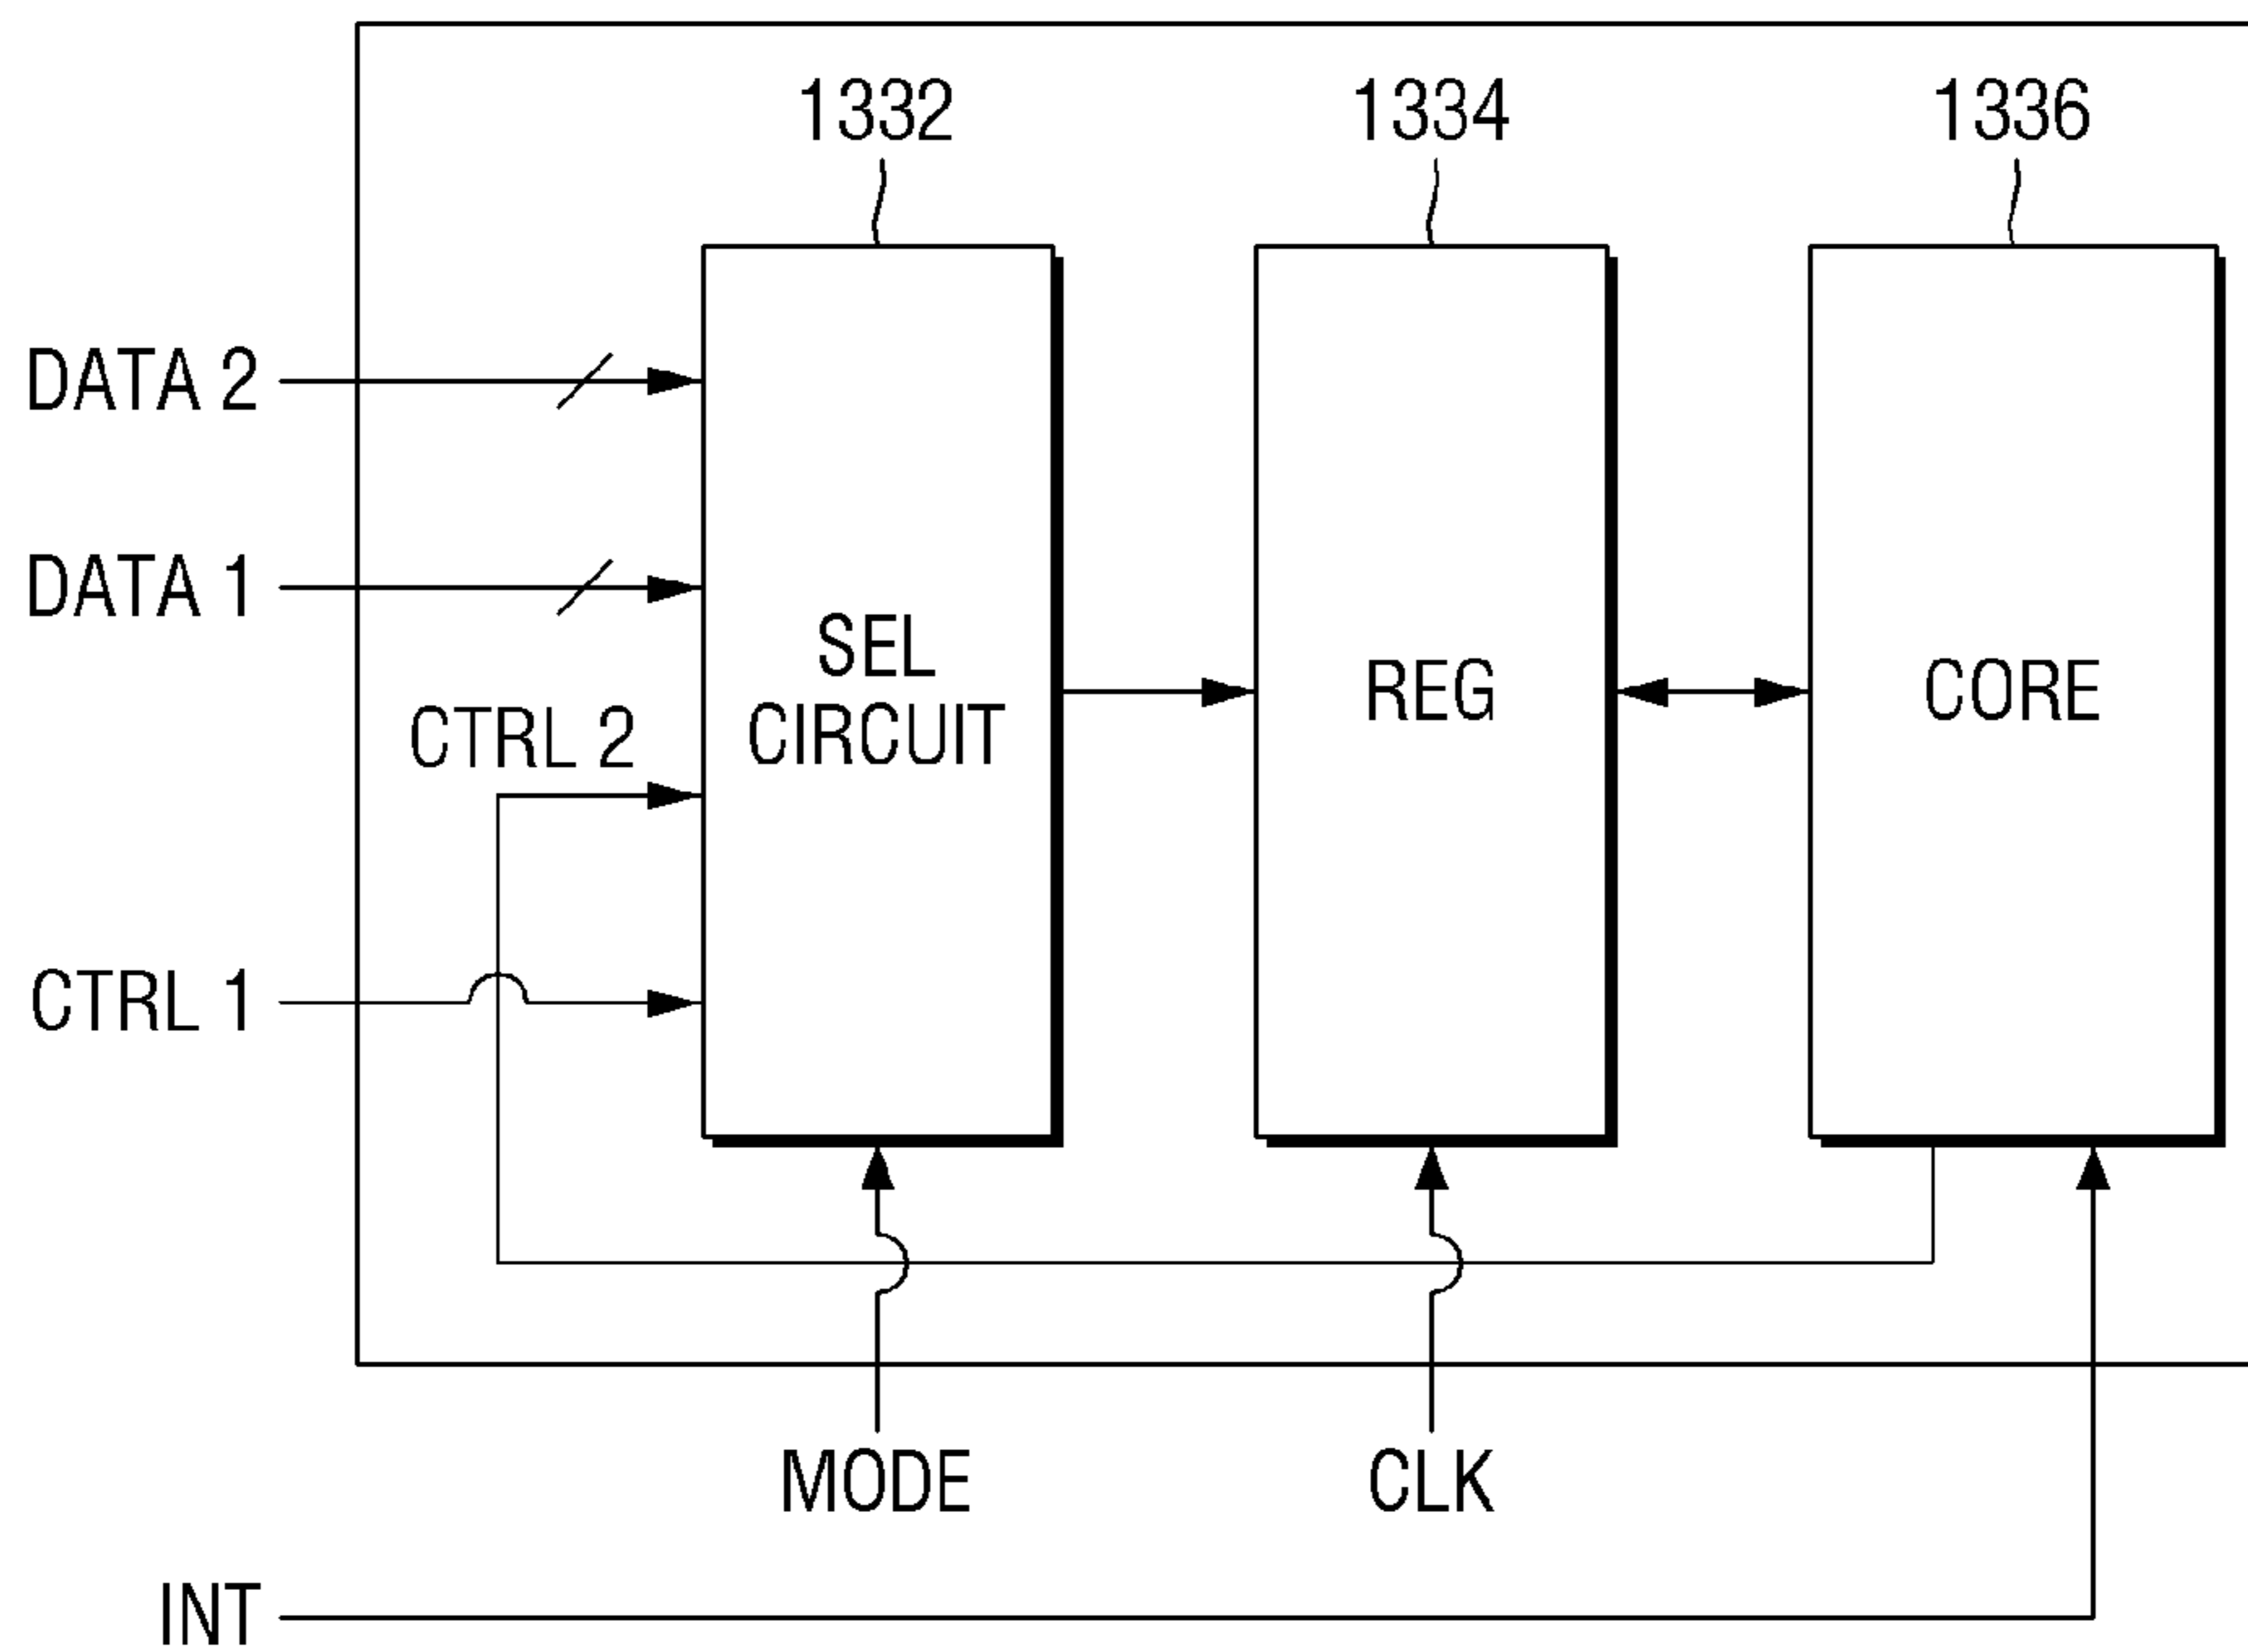 1332
1334
1336
DATA 2
DATA 1
SEL
CIRCUIT
REG
CORE
CTRL 2
CTRL 1
MODE
CLK
INT